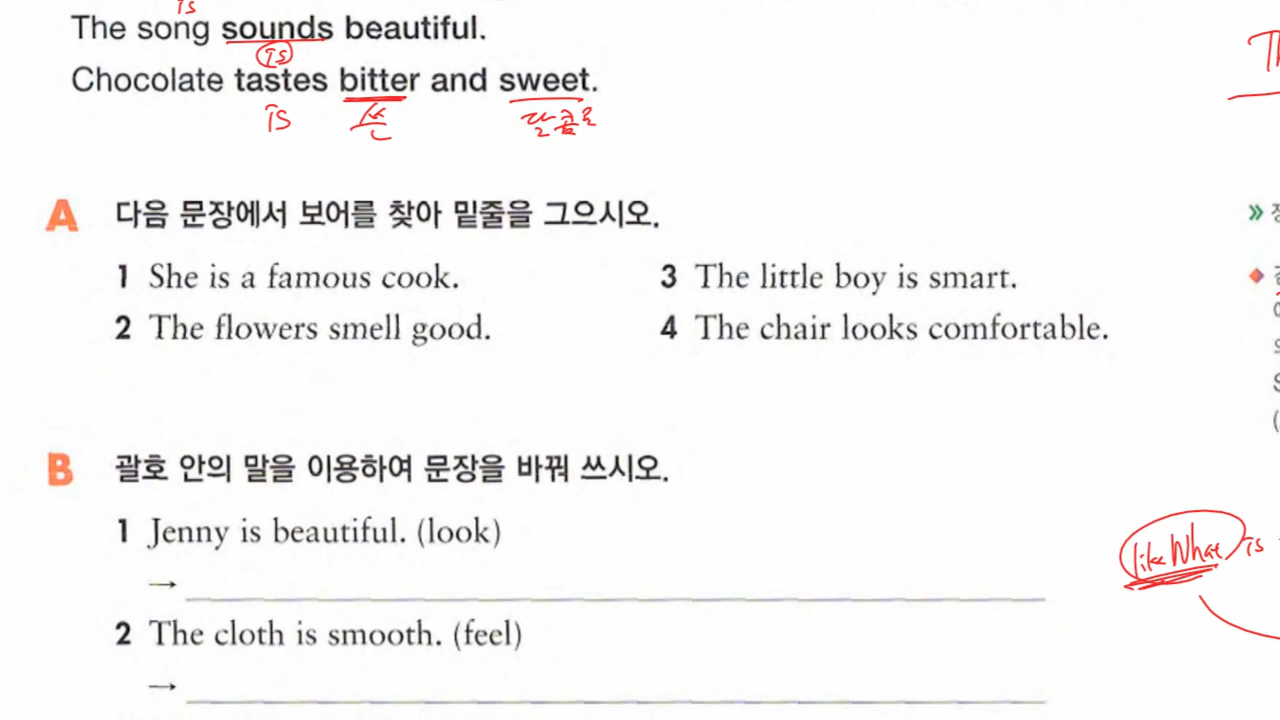 is
The song sounds beautiful.
is
Chocolate tastes bitter and sweet.
is 쓴 달콤
A 다음 문장에서 보어를 찾아 밑줄을 그으시오.
1 She is a famous cook.
3 The little boy is smart.
2 The flowers smell good.
4 The chair looks comfortable.
B 괄호 안의 말을 이용하여 문장을 바꿔 쓰시오.
1 Jenny is beautiful. (look)
→
like What is
2 The cloth is smooth. (feel)
→